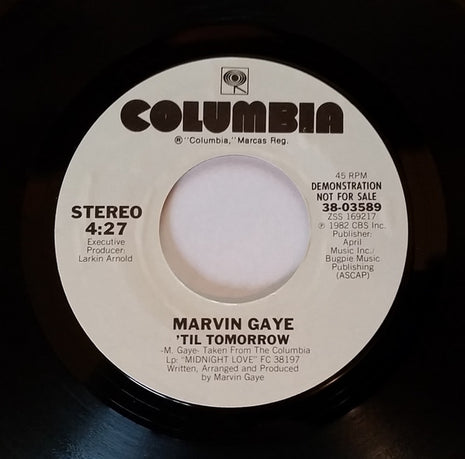 COLUMBIA
® "Columbia," Marcas Reg.
45 RPM
DEMONSTRATION
NOT FOR SALE
38-03589
ZSS 169217
℗ 1982 CBS Inc.
Publisher:
April
Music Inc./
Bugpie Music
Publishing
(ASCAP)
STEREO
4:27
Executive
Producer:
Larkin Arnold
MARVIN GAYE
'TIL TOMORROW
-M. Gaye- Taken From The Columbia
Lp: "MIDNIGHT LOVE" FC 38197
Written, Arranged and Produced
by Marvin Gaye